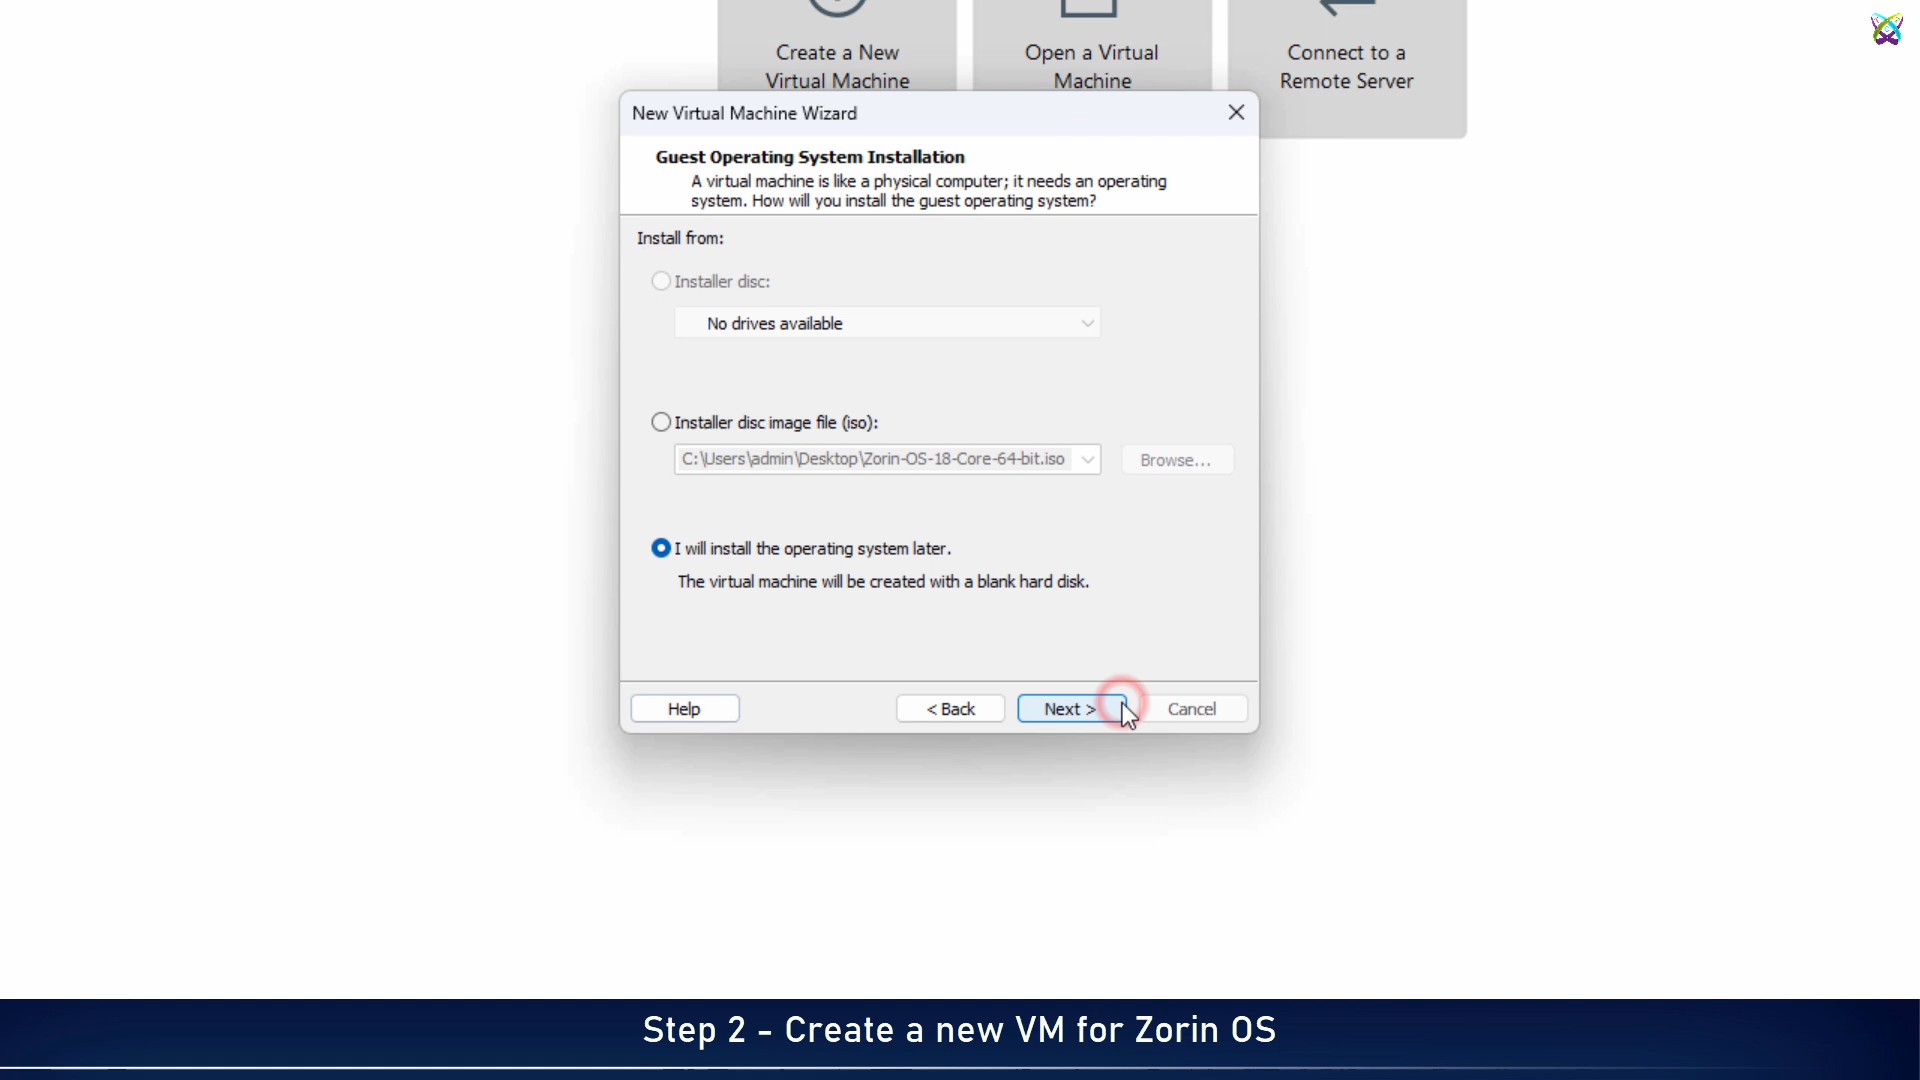 Create a New
Virtual Machine
Open a Virtual
Machine
Connect to a
Remote Server
New Virtual Machine Wizard
Guest Operating System Installation
A virtual machine is like a physical computer; it needs an operating
system. How will you install the guest operating system?
Install from:
Installer disc:
No drives available
Installer disc image file (iso):
C:\Users\admin\Desktop\Zorin-OS-18-Core-64-bit.iso
Browse...
I will install the operating system later.
The virtual machine will be created with a blank hard disk.
Help
< Back
Next >
Cancel
Step 2 - Create a new VM for Zorin OS